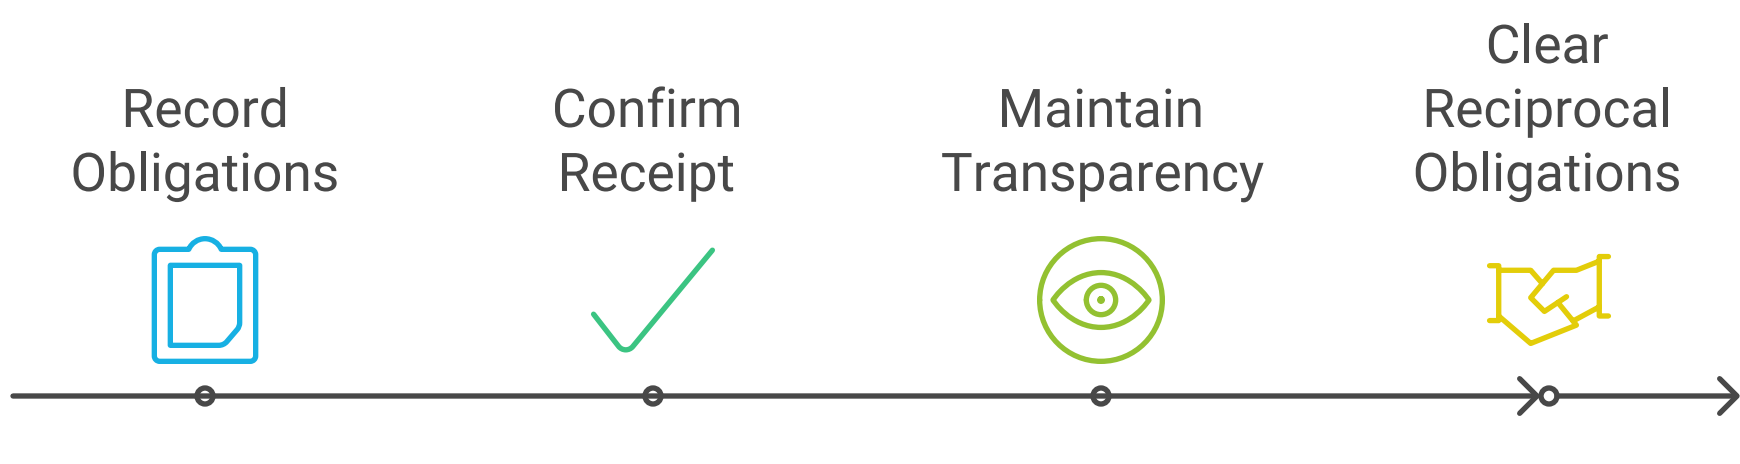 Record
Obligations
Confirm
Receipt
Maintain
Transparency
Clear
Reciprocal
Obligations